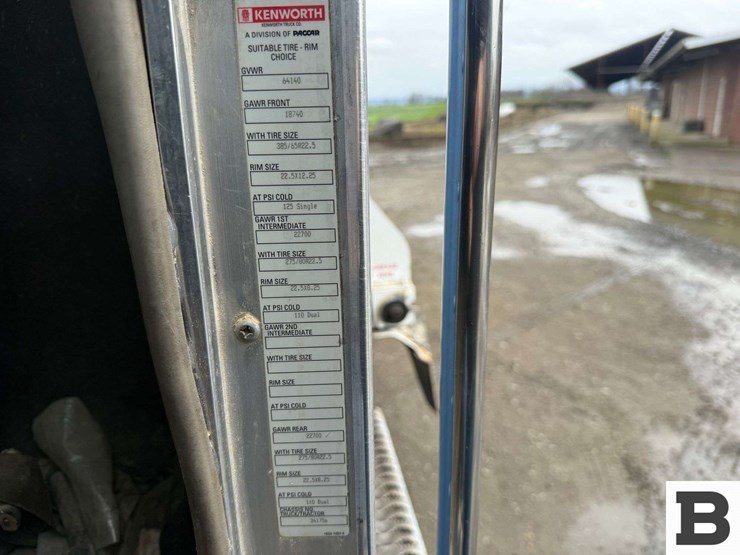 KENWORTH
KENWORTH TRUCK CO.
A DIVISION OF PACCAR
SUITABLE TIRE - RIM
CHOICE
GVWR
64140
GAWR FRONT
18740
WITH TIRE SIZE
385/65R22.5
RIM SIZE
22.5X12.25
AT PSI COLD
125 Single
GAWR 1ST
INTERMEDIATE
22700
WITH TIRE SIZE
275/80R22.5
RIM SIZE
22.5X8.25
AT PSI COLD
110 Dual
GAWR 2ND
INTERMEDIATE
WITH TIRE SIZE
RIM SIZE
AT PSI COLD
GAWR REAR
22700
WITH TIRE SIZE
275/80R22.5
RIM SIZE
22.5X8.25
AT PSI COLD
110 Dual
CHASSIS NO.
TRUCK/TRACTOR
B